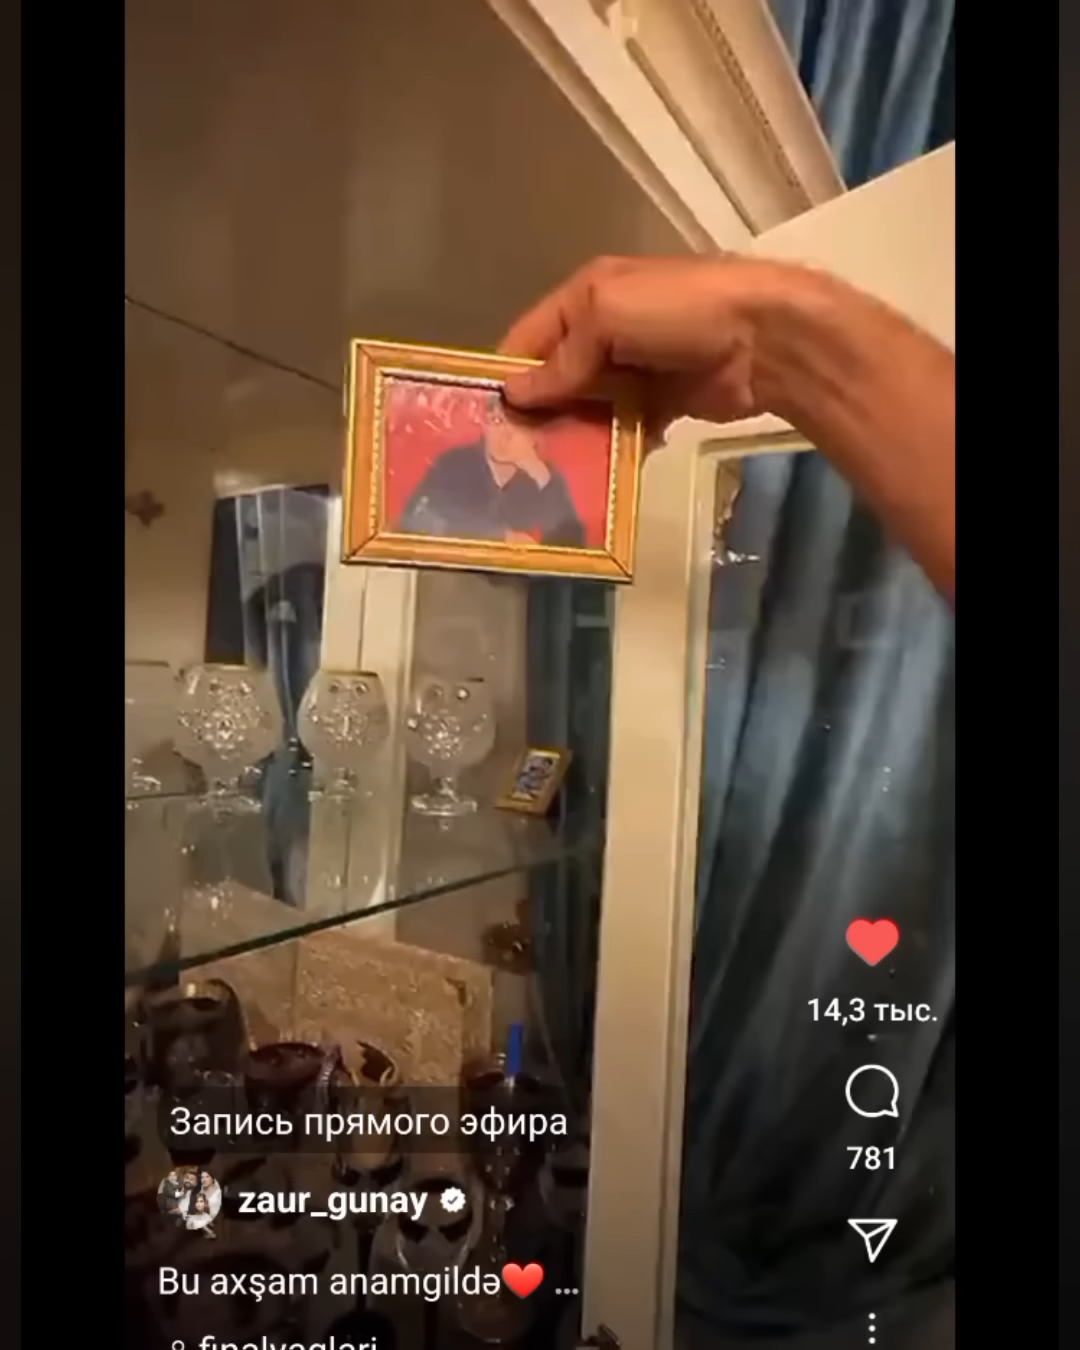 14,3 тыс.
781
Запись прямого эфира
zaur_gunay
Bu axşam anamgildə❤️ ...